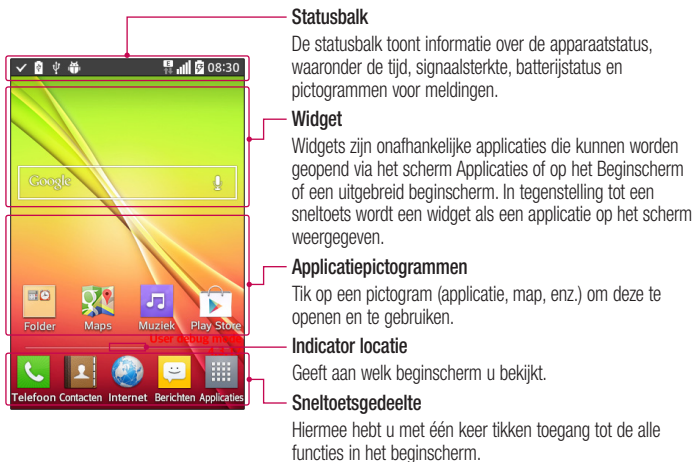 Statusbalk
De statusbalk toont informatie over de apparaatstatus,
waaronder de tijd, signaalsterkte, batterijstatus en
pictogrammen voor meldingen.
E
08:30
Widget
Widgets zijn onafhankelijke applicaties die kunnen worden
geopend via het scherm Applicaties of op het Beginscherm
of een uitgebreid beginscherm. In tegenstelling tot een
sneltoets wordt een widget als een applicatie op het scherm
weergegeven.
Google
Applicatiepictogrammen
Tik op een pictogram (applicatie, map, enz.) om deze te
openen en te gebruiken.
Folder Maps Muziek Play Store
User debug mode
Indicator locatie
Geeft aan welk beginscherm u bekijkt.
Telefoon Contacten Internet Berichten Applicaties
Sneltoetsgedeelte
Hiermee hebt u met één keer tikken toegang tot de alle
functies in het beginscherm.